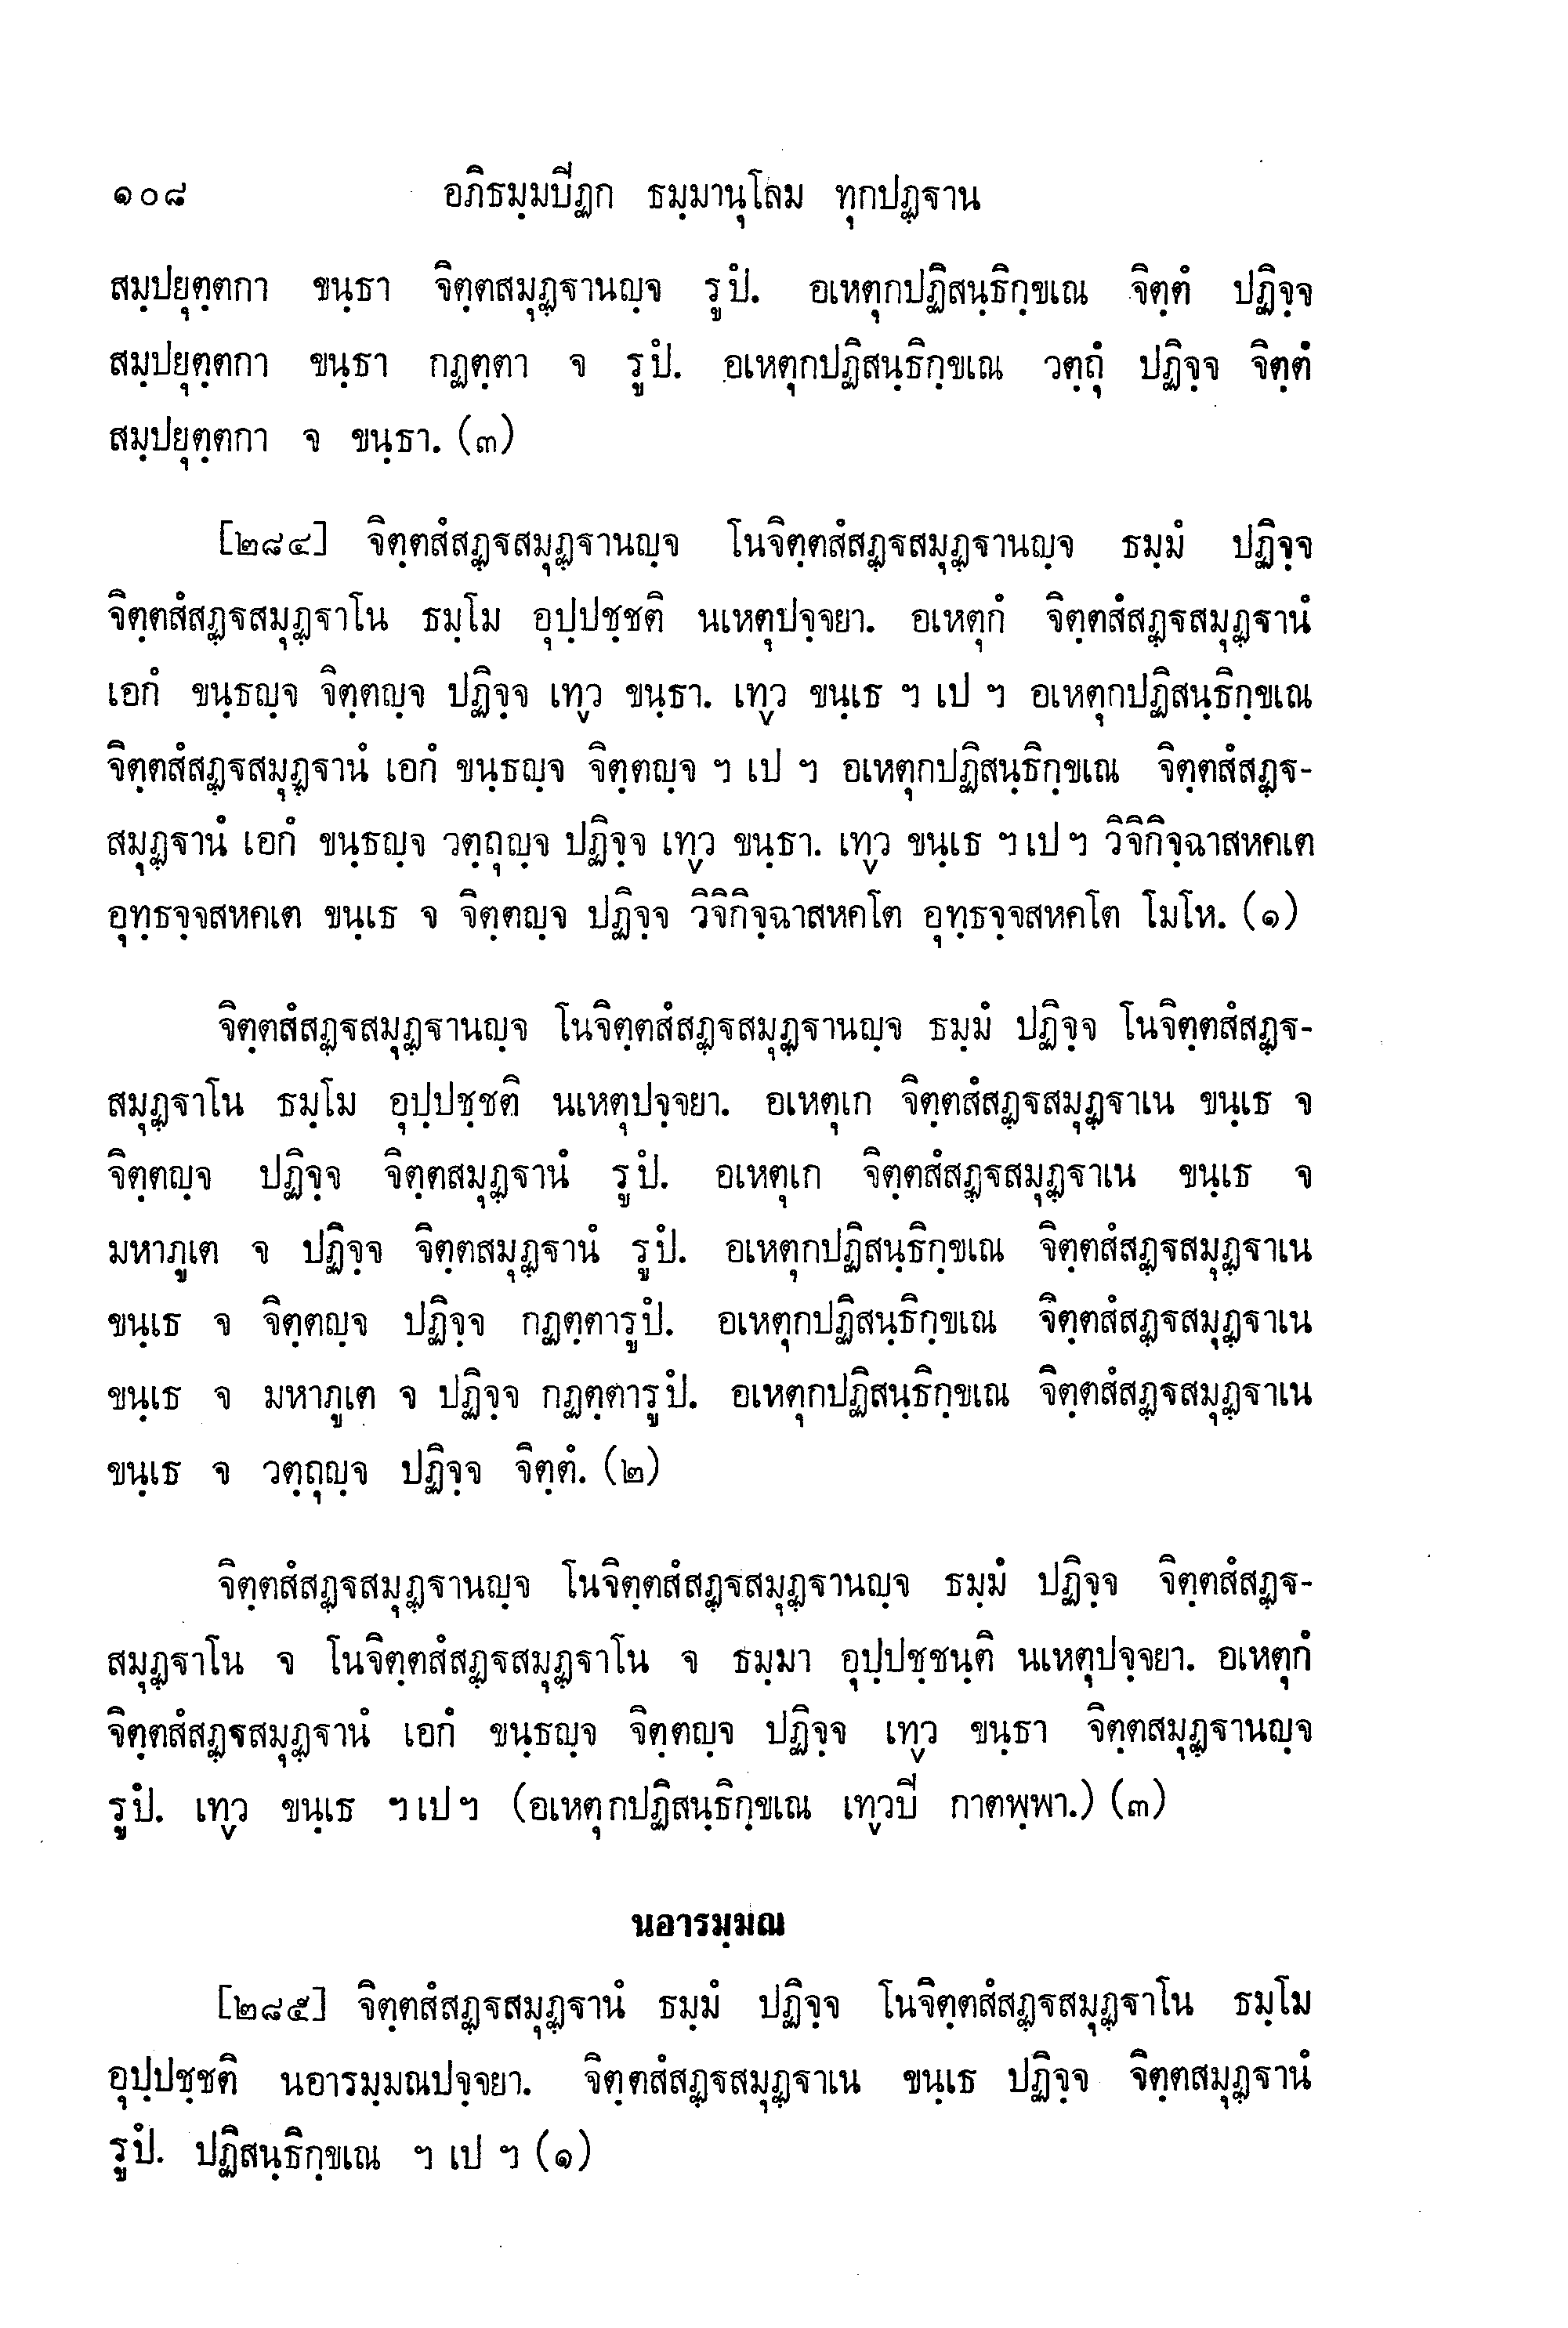 ๑๐๘ อภิธมฺมปีฏก ธมฺมานุโลม ทุกปฏฺฐาน
สมฺปยุตฺตกา ขนฺธา จิตฺตสมุฏฺฐานญฺจ รูปํ. อเหตุกปฏิสนฺธิกฺขเณ จิตฺตํ ปฏิจฺจ
สมฺปยุตฺตกา ขนฺธา กฏตฺตา จ รูปํ. อเหตุกปฏิสนฺธิกฺขเณ วตฺถุํ ปฏิจฺจ จิตฺตํ
สมฺปยุตฺตกา จ ขนฺธา. (๓)
[๒๘๔] จิตฺตสํสฏฺฐสมุฏฺฐานญฺจ โนจิตฺตสํสฏฺฐสมุฏฺฐานญฺจ ธมฺมํ ปฏิจฺจ
จิตฺตสํสฏฺฐสมุฏฺฐาโน ธมฺโม อุปฺปชฺชติ นเหตุปจฺจยา. อเหตุกํ จิตฺตสํสฏฺฐสมุฏฺฐานํ
เอกํ ขนฺธญฺจ จิตฺตญฺจ ปฏิจฺจ เทฺว ขนฺธา. เทฺว ขนฺเธ ฯ เป ฯ อเหตุกปฏิสนฺธิกฺขเณ
จิตฺตสํสฏฺฐสมุฏฺฐานํ เอกํ ขนฺธญฺจ จิตฺตญฺจ ฯ เป ฯ อเหตุกปฏิสนฺธิกฺขเณ จิตฺตสํสฏฺฐ-
สมุฏฺฐานํ เอกํ ขนฺธญฺจ วตฺถุญฺจ ปฏิจฺจ เทฺว ขนฺธา. เทฺว ขนฺเธ ฯ เป ฯ วิจิกิจฺฉาสหคเต
อุทฺธจฺจสหคเต ขนฺเธ จ จิตฺตญฺจ ปฏิจฺจ วิจิกิจฺฉาสหคโต อุทฺธจฺจสหคโต โมโห. (๑)
จิตฺตสํสฏฺฐสมุฏฺฐานญฺจ โนจิตฺตสํสฏฺฐสมุฏฺฐานญฺจ ธมฺมํ ปฏิจฺจ โนจิตฺตสํสฏฺฐ-
สมุฏฺฐาโน ธมฺโม อุปฺปชฺชติ นเหตุปจฺจยา. อเหตุเก จิตฺตสํสฏฺฐสมุฏฺฐาเน ขนฺเธ จ
จิตฺตญฺจ ปฏิจฺจ จิตฺตสมุฏฺฐานํ รูปํ. อเหตุเก จิตฺตสํสฏฺฐสมุฏฺฐาเน ขนฺเธ จ
มหาภูเต จ ปฏิจฺจ จิตฺตสมุฏฺฐานํ รูปํ. อเหตุกปฏิสนฺธิกฺขเณ จิตฺตสํสฏฺฐสมุฏฺฐาเน
ขนฺเธ จ จิตฺตญฺจ ปฏิจฺจ กฏตฺตารูปํ. อเหตุกปฏิสนฺธิกฺขเณ จิตฺตสํสฏฺฐสมุฏฺฐาเน
ขนฺเธ จ มหาภูเต จ ปฏิจฺจ กฏตฺตารูปํ. อเหตุกปฏิสนฺธิกฺขเณ จิตฺตสํสฏฺฐสมุฏฺฐาเน
ขนฺเธ จ วตฺถุญฺจ ปฏิจฺจ จิตฺตํ. (๒)
จิตฺตสํสฏฺฐสมุฏฺฐานญฺจ โนจิตฺตสํสฏฺฐสมุฏฺฐานญฺจ ธมฺมํ ปฏิจฺจ จิตฺตสํสฏฺฐ-
สมุฏฺฐาโน จ โนจิตฺตสํสฏฺฐสมุฏฺฐาโน จ ธมฺมา อุปฺปชฺชนฺติ นเหตุปจฺจยา. อเหตุกํ
จิตฺตสํสฏฺฐสมุฏฺฐานํ เอกํ ขนฺธญฺจ จิตฺตญฺจ ปฏิจฺจ เทฺว ขนฺธา จิตฺตสมุฏฺฐานญฺจ
รูปํ. เทฺว ขนฺเธ ฯ เป ฯ (อเหตุกปฏิสนฺธิกฺขเณ เทฺวปี กาตพฺพา.) (๓)
นอารมฺมณ
[๒๘๕] จิตฺตสํสฏฺฐสมุฏฺฐานํ ธมฺมํ ปฏิจฺจ โนจิตฺตสํสฏฺฐสมุฏฺฐาโน ธมฺโม
อุปฺปชฺชติ นอารมฺมณปจฺจยา. จิตฺตสํสฏฺฐสมุฏฺฐาเน ขนฺเธ ปฏิจฺจ จิตฺตสมุฏฺฐานํ
รูปํ. ปฏิสนฺธิกฺขเณ ฯ เป ฯ (๑)